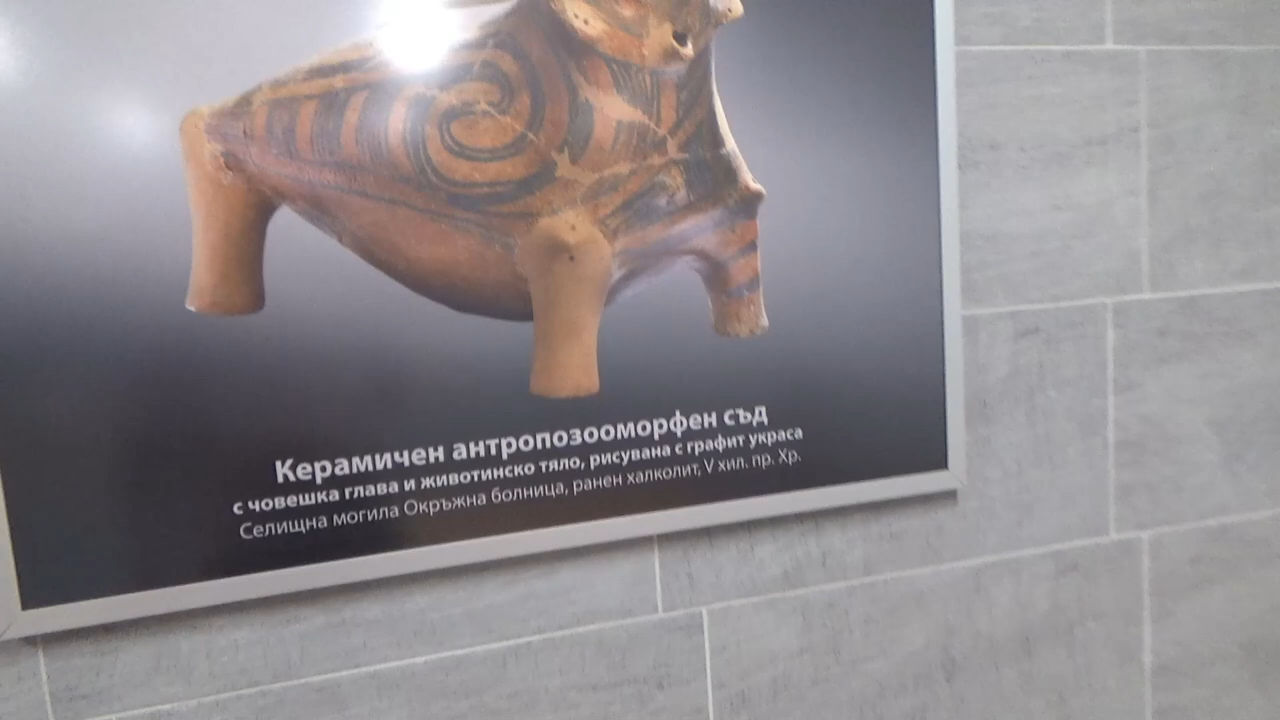 Керамичен антропозооморфен съд
с човешка глава и животинско тяло, рисувана с графит украса
Селищна могила Окръжна болница, ранен халколит, V хил. пр. Хр.